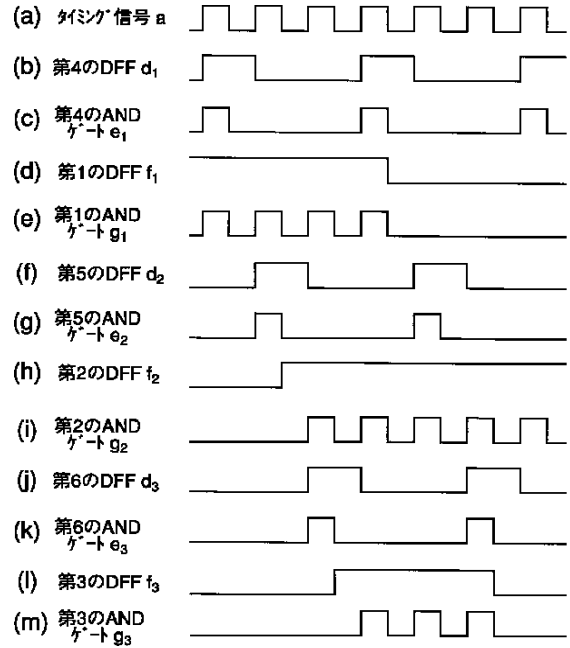 (a) タイミング信号 a
(b) 第4のDFF d₁
(c) 第4のAND
ゲート e₁
(d) 第1のDFF f₁
(e) 第1のAND
ゲート g₁
(f) 第5のDFF d₂
(g) 第5のAND
ゲート e₂
(h) 第2のDFF f₂
(i) 第2のAND
ゲート g₂
(j) 第6のDFF d₃
(k) 第6のAND
ゲート e₃
(l) 第3のDFF f₃
(m) 第3のAND
ゲート g₃